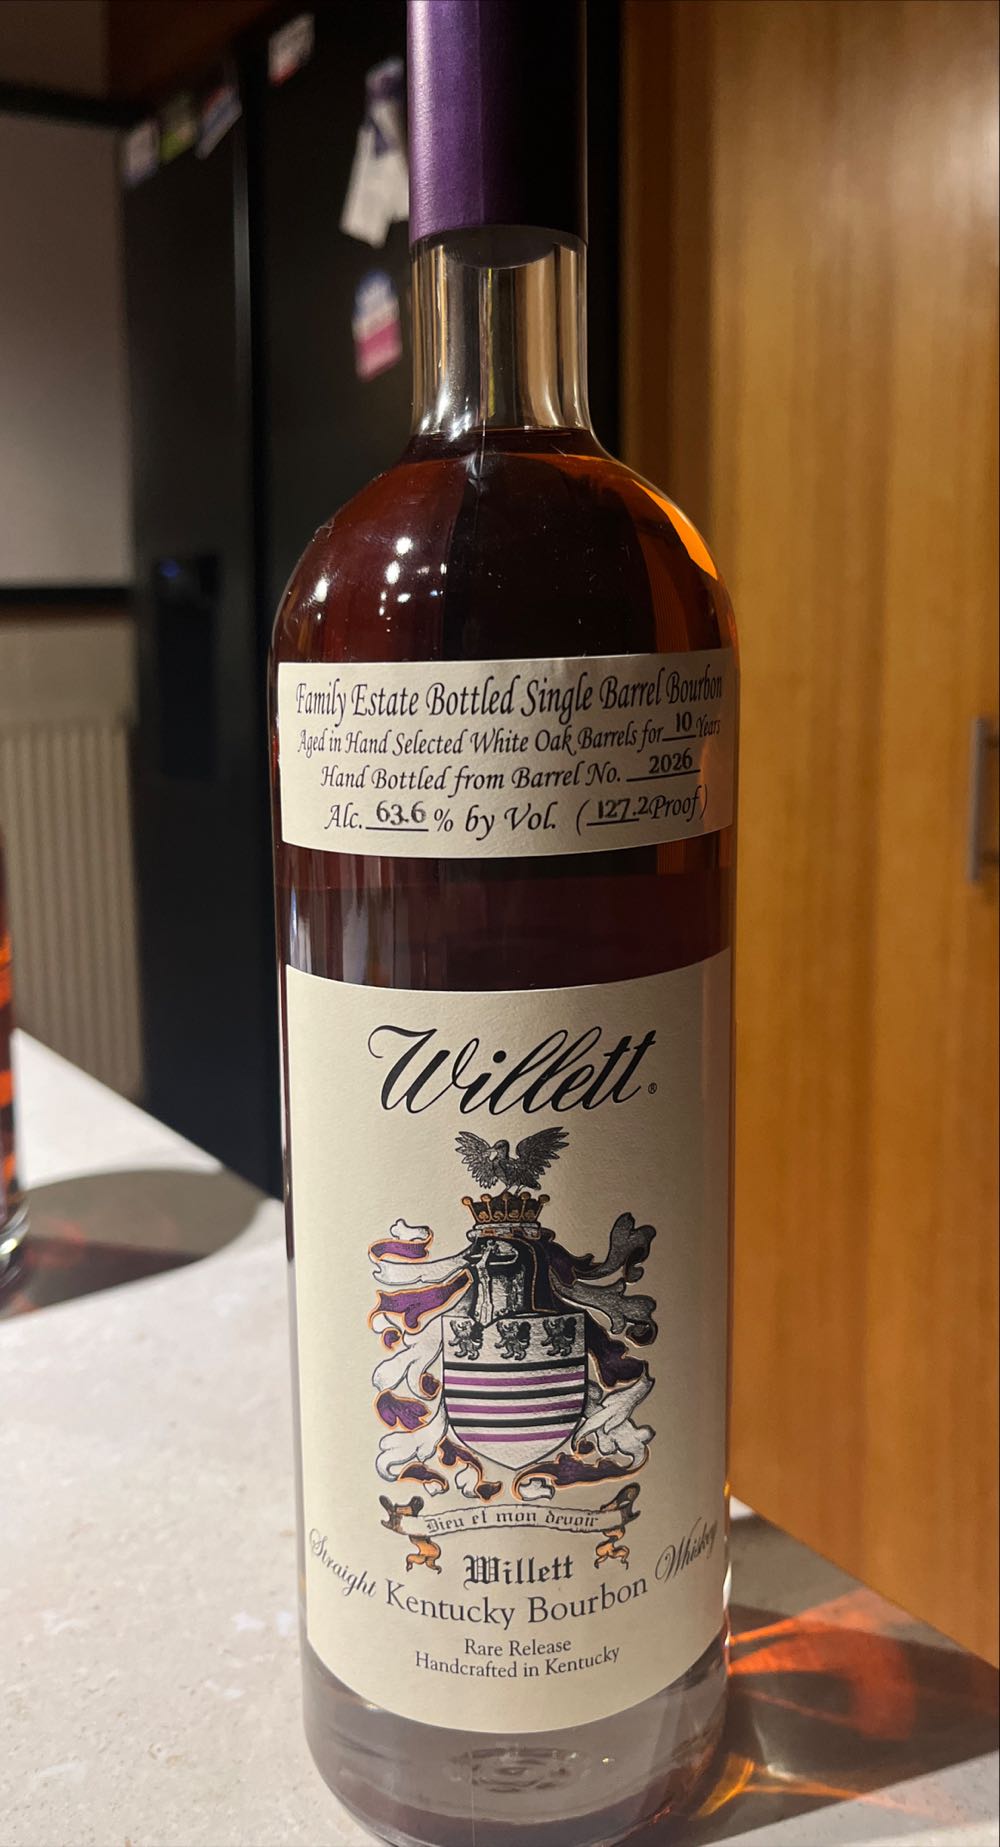 Family Estate Bottled Single Barrel Bourbon
Aged in Hand Selected White Oak Barrels for 10 Years
Hand Bottled from Barrel No. 2026
Alc. 63.6 % by Vol. (127.2 Proof)
Willett®
Dieu et mon devoir
Willett
Straight Kentucky Bourbon Whiskey
Rare Release
Handcrafted in Kentucky